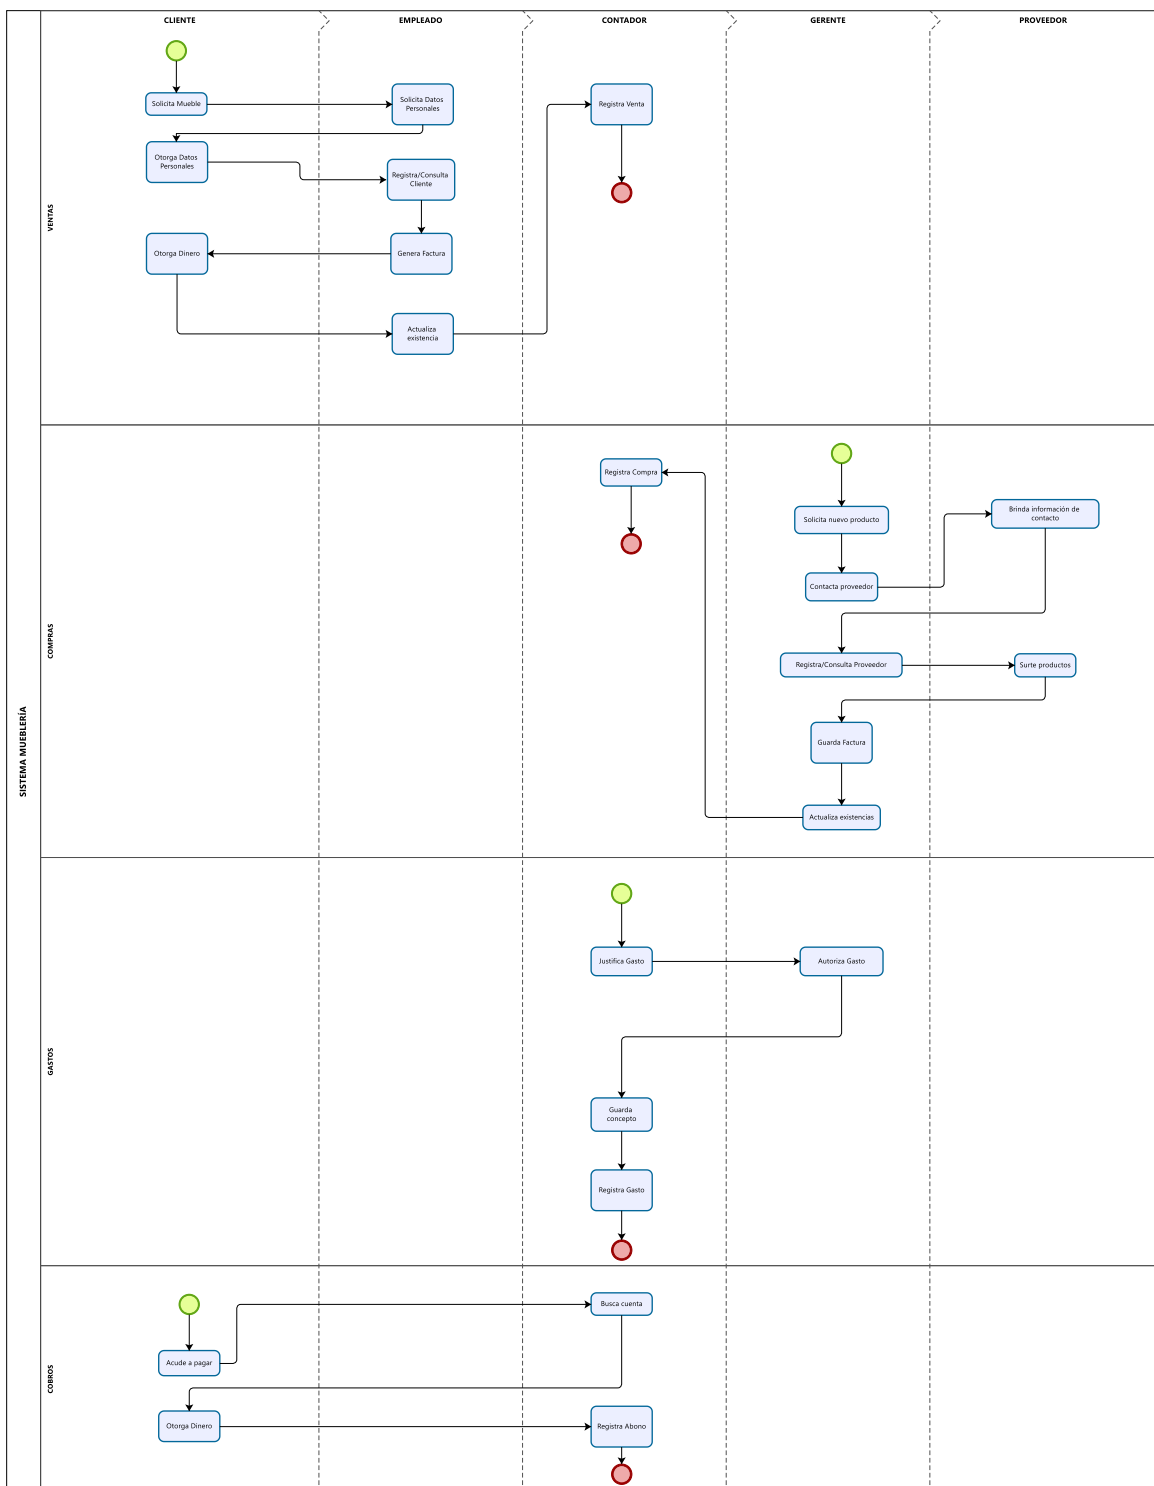 CLIENTE
EMPLEADO
CONTADOR
GERENTE
PROVEEDOR
SISTEMA MUEBLERÍA
VENTAS
Solicita Mueble
Solicita Datos
Personales
Registra Venta
Otorga Datos
Personales
Registra/Consulta
Cliente
Otorga Dinero
Genera Factura
Actualiza
existencia
COMPRAS
Registra Compra
Solicita nuevo producto
Brinda información de
contacto
Contacta proveedor
Registra/Consulta Proveedor
Surte productos
Guarda Factura
Actualiza existencias
GASTOS
Justifica Gasto
Autoriza Gasto
Guarda
concepto
Registra Gasto
COBROS
Busca cuenta
Acude a pagar
Otorga Dinero
Registra Abono